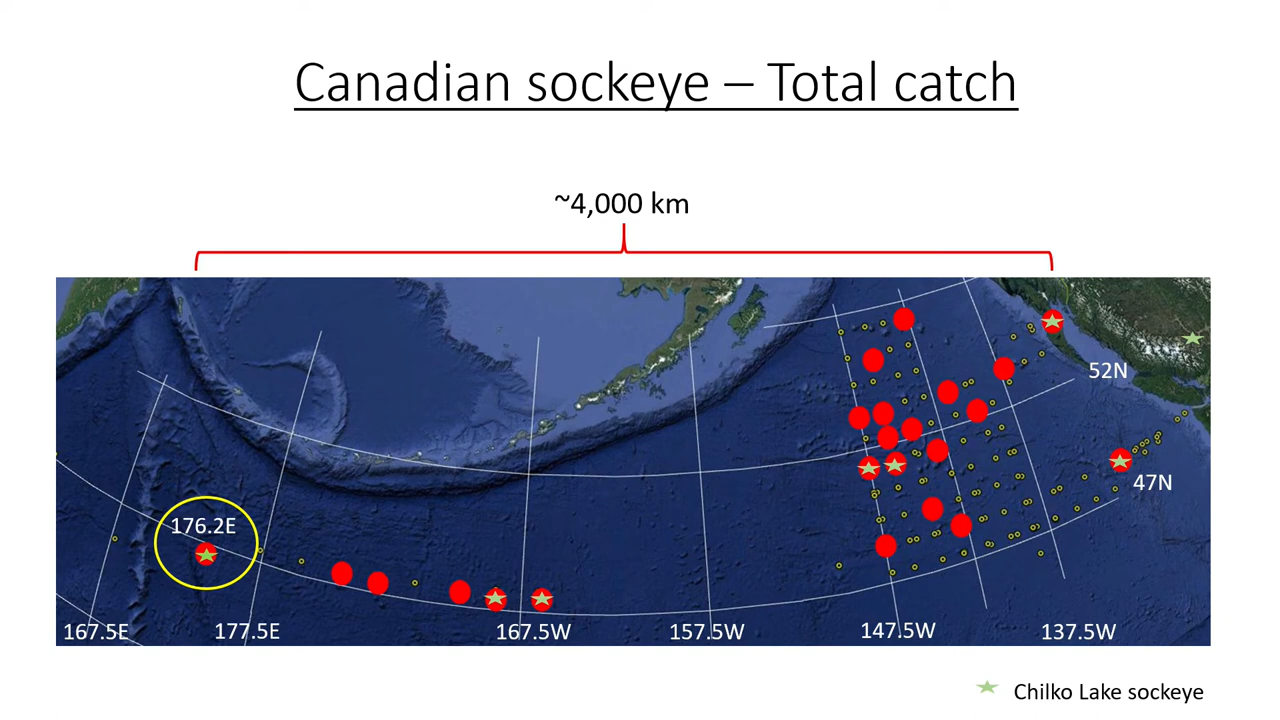 Canadian sockeye – Total catch
~4,000 km
52N
47N
176.2E
167.5E
177.5E
167.5W
157.5W
147.5W
137.5W
Chilko Lake sockeye